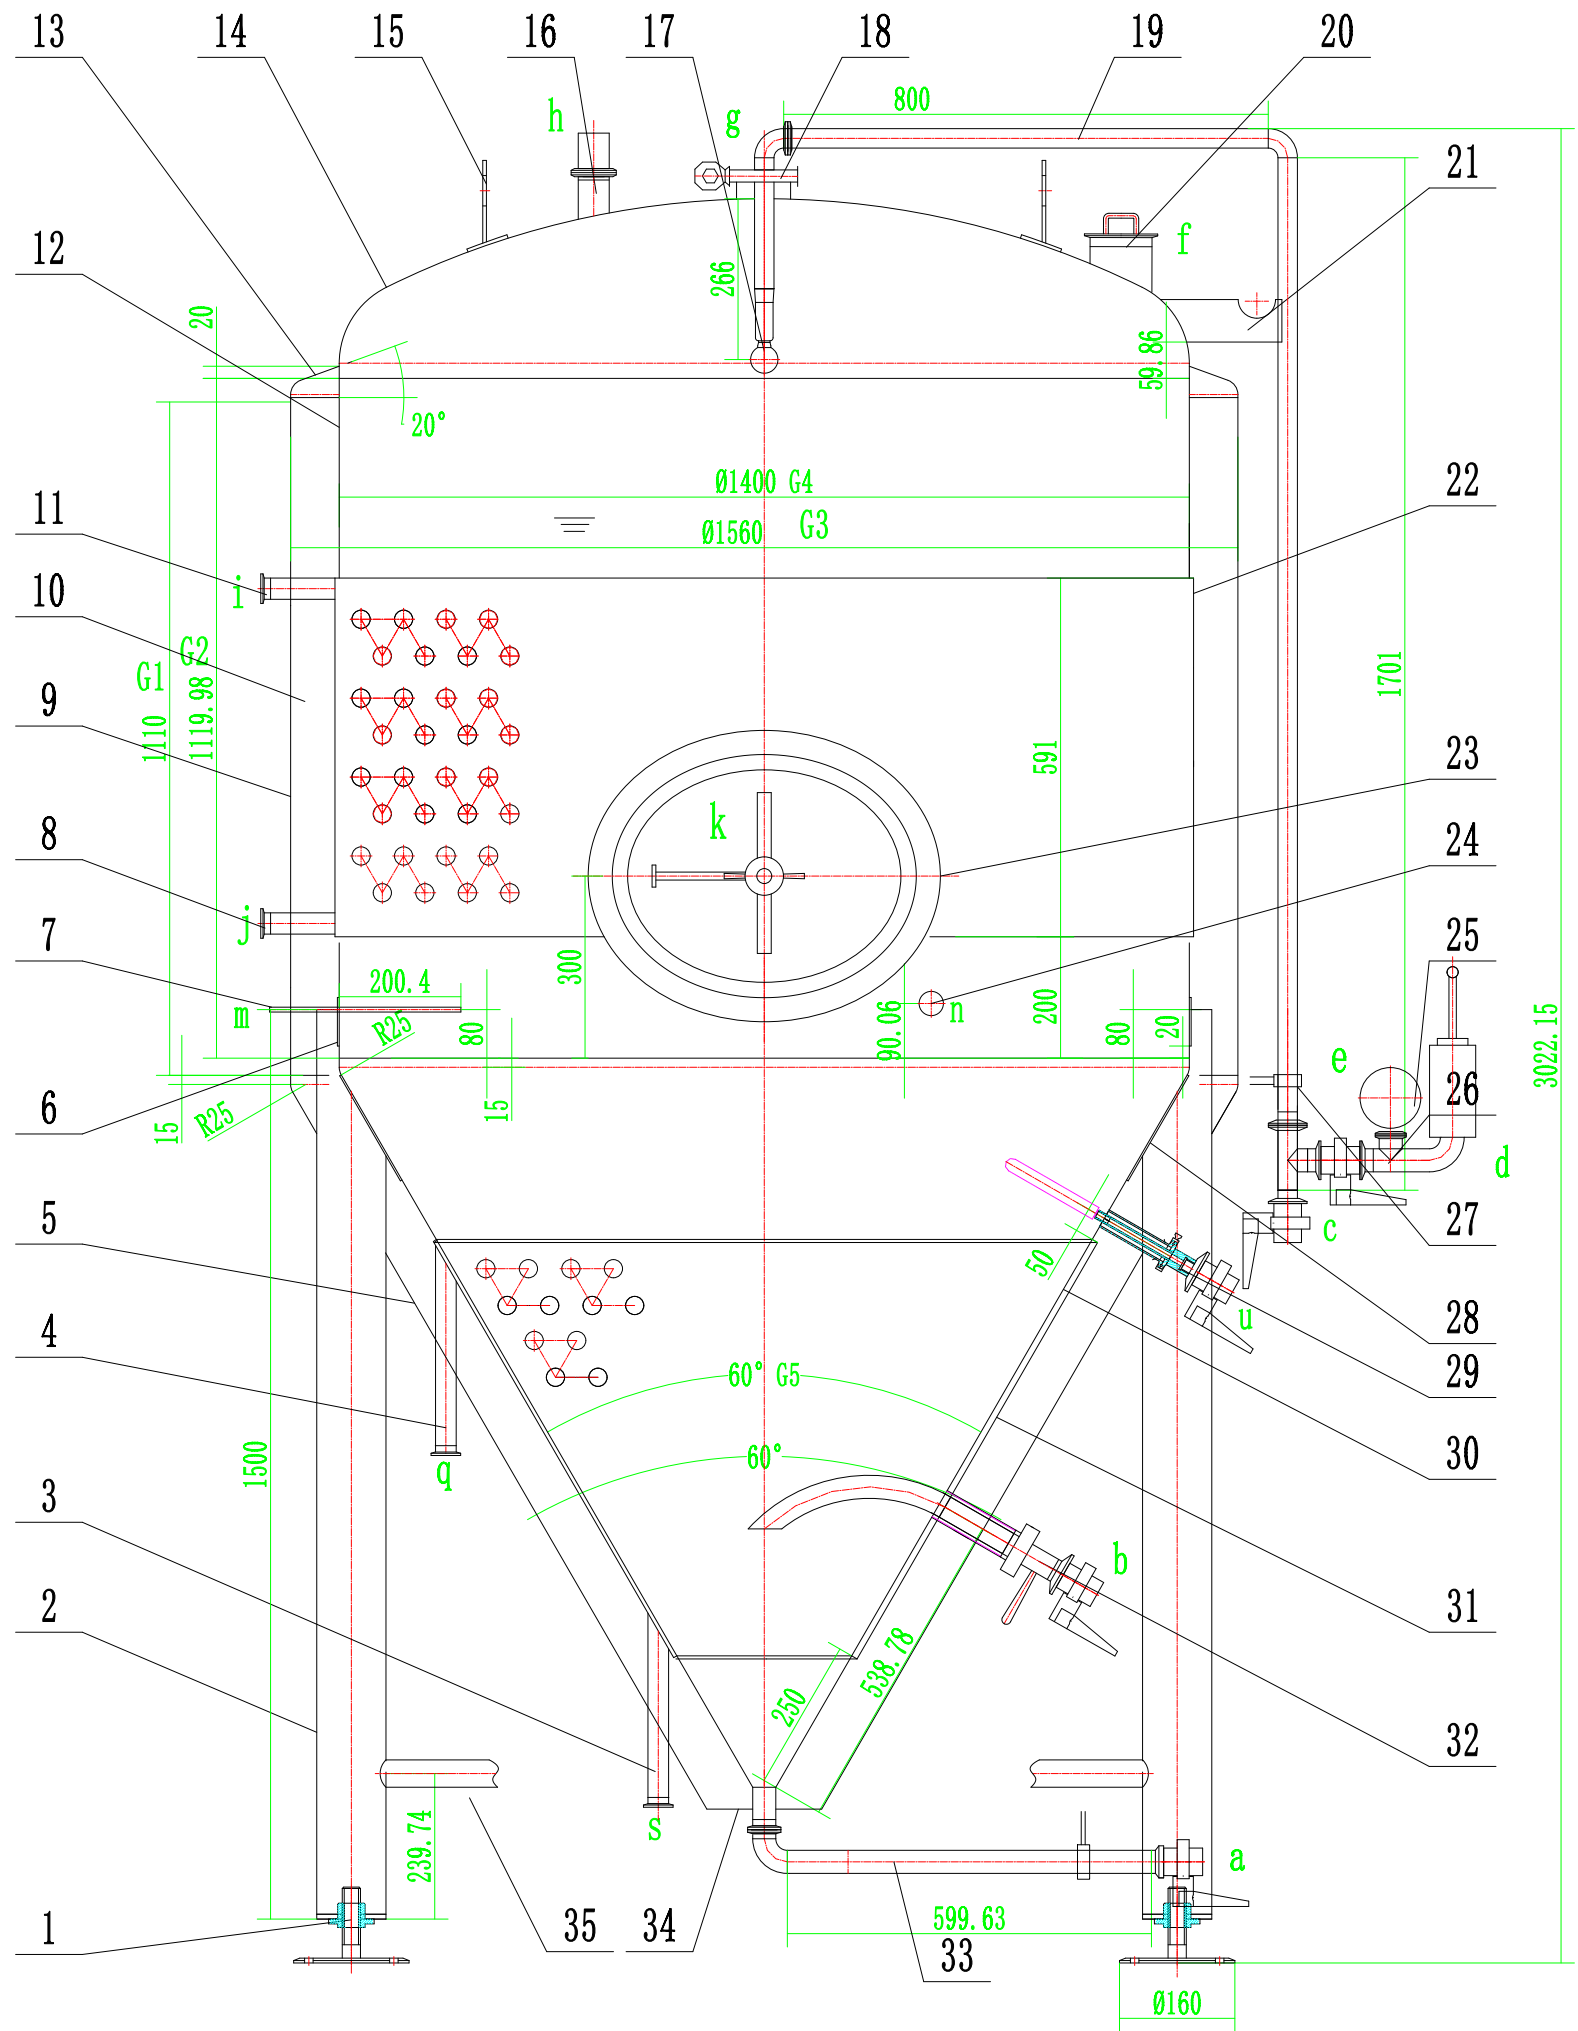 13 14 15 16 17 18 19 20
h g 800
21
f
12
266
20
59.86
20°
Ø1400 G4
11 22
Ø1560 G3
i
10
G2
G1 1701
9
1119.98
1110 591 23
k
8 24
j
7 25
200.4 300
m R25 80 90.06 n 200 80 20
3022.15
e
6 15 R25 15 26
d
5 c 27
50
u 28
4 29
60° G5
q 1500 60° 30
3
b
2 31
538.78
250
32
s
239.74 a
1 35 34 599.63
33
Ø160